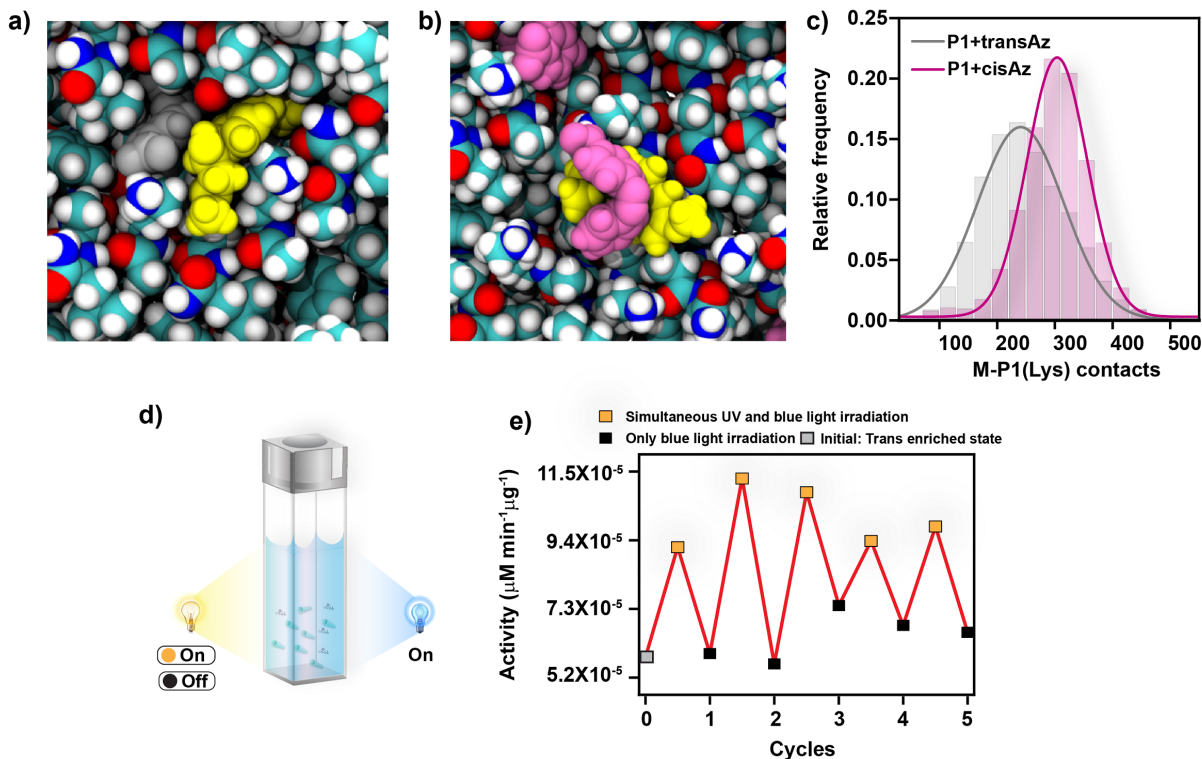 a)
b)
c)
0.25
0.20
0.15
0.10
0.05
0.00
Relative frequency
P1+transAz
P1+cisAz
100 200 300 400 500
M-P1(Lys) contacts
d)
On
Off
On
e)
Simultaneous UV and blue light irradiation
Only blue light irradiation Initial: Trans enriched state
11.5X10⁻⁵
9.4X10⁻⁵
7.3X10⁻⁵
5.2X10⁻⁵
Activity (μM min⁻¹μg⁻¹)
0 1 2 3 4 5
Cycles